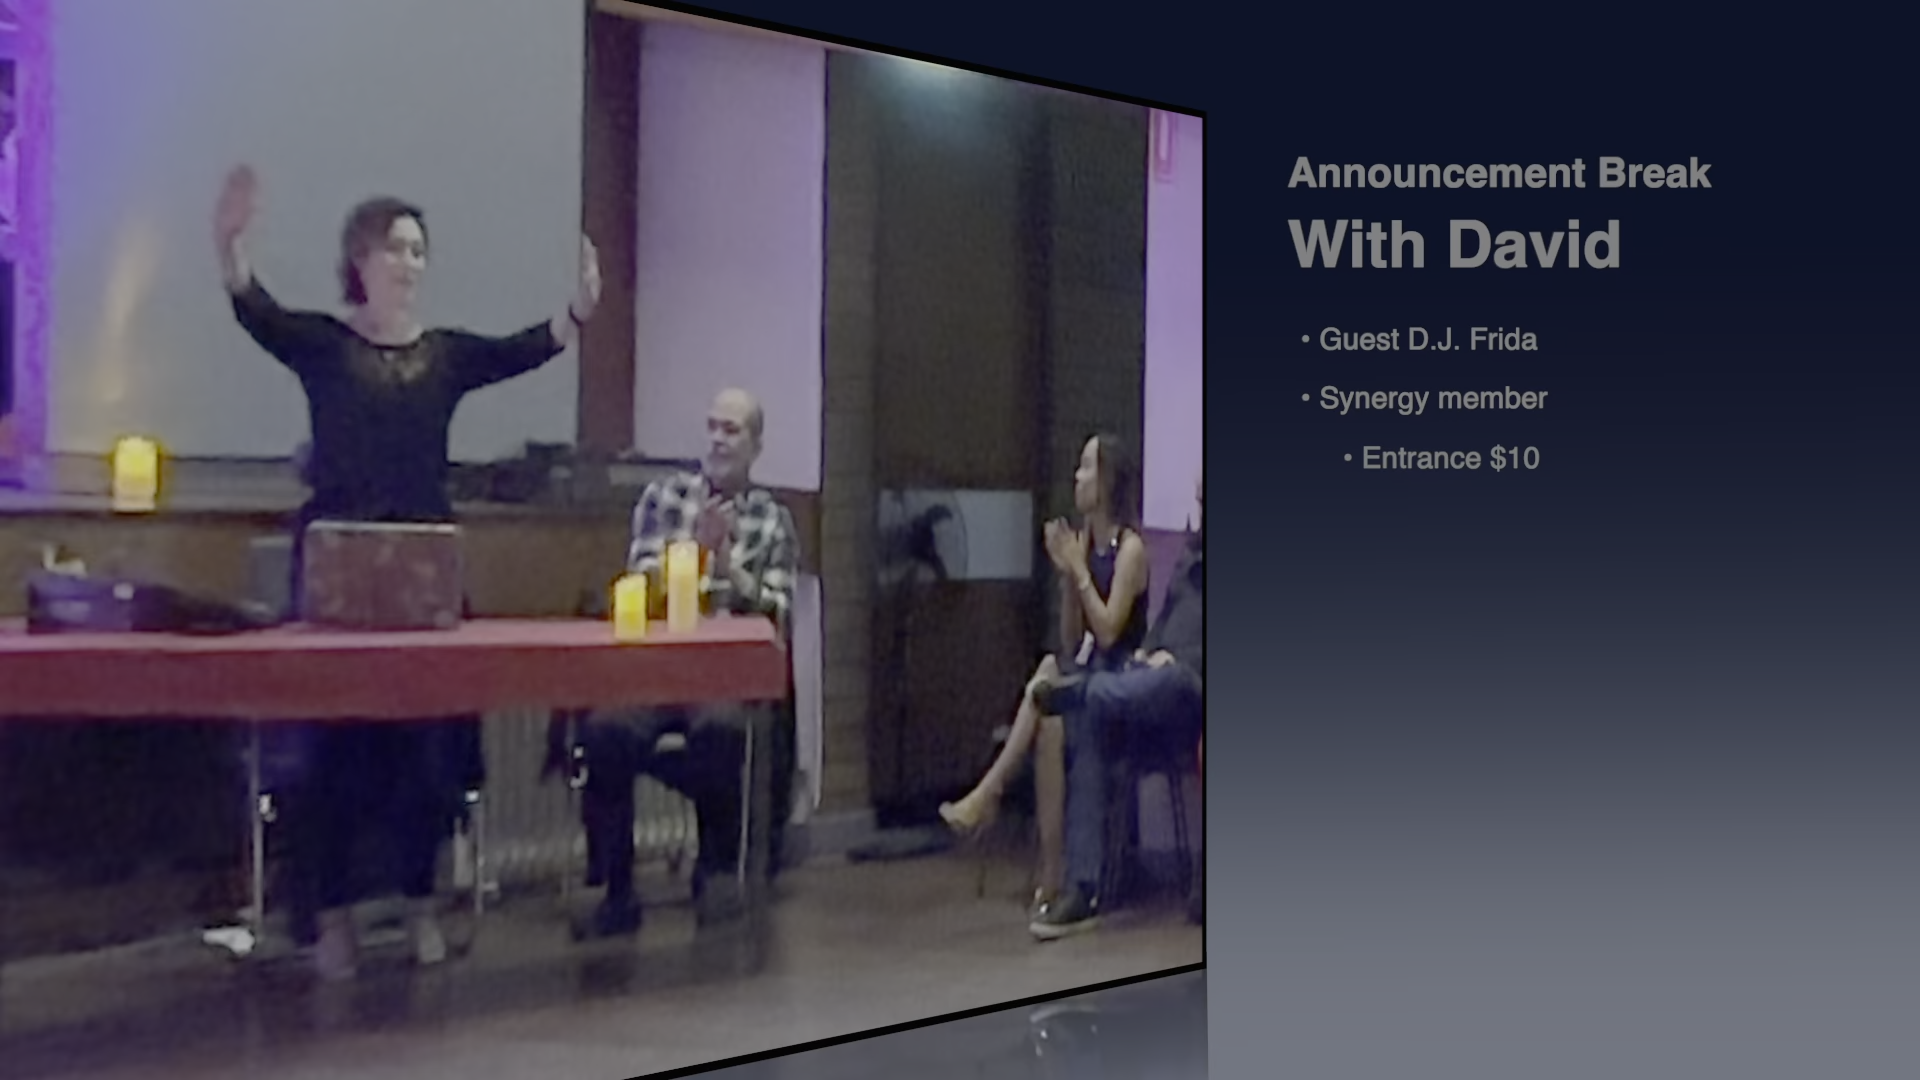 Announcement Break
With David
• Guest D.J. Frida
• Synergy member
• Entrance $10